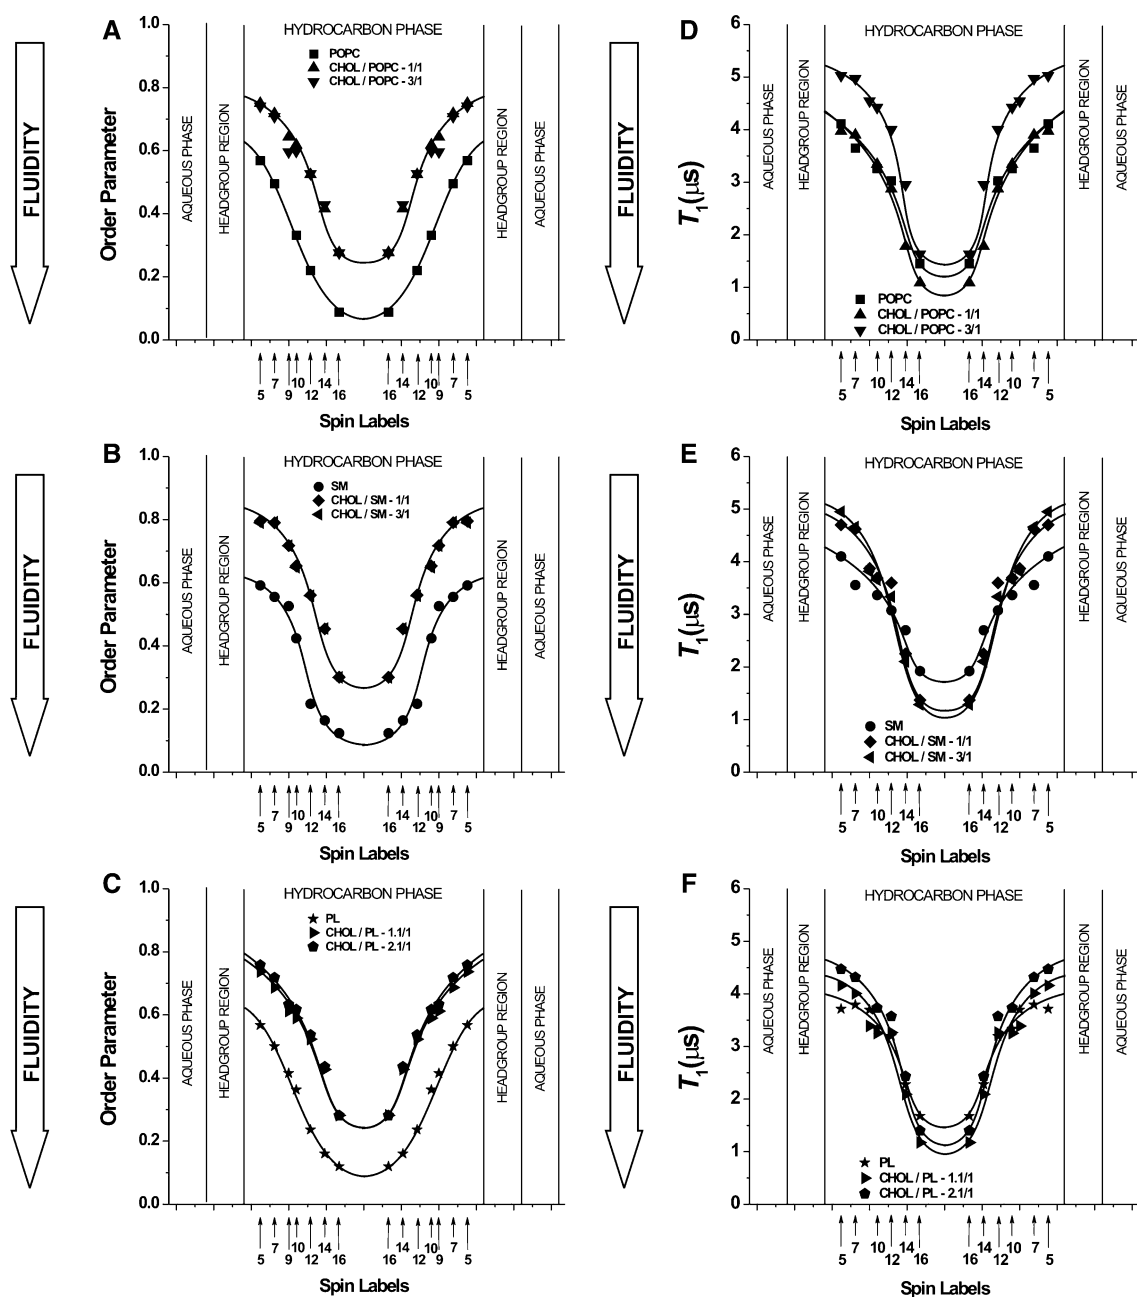 A
HYDROCARBON PHASE
POPC
CHOL / POPC - 1/1
CHOL / POPC - 3/1
FLUIDITY
Order Parameter
1.0
0.8
0.6
0.4
0.2
0.0
AQUEOUS PHASE
HEADGROUP REGION
HEADGROUP REGION
AQUEOUS PHASE
5 7 9 10 12 14 16 16 14 12 10 9 7 5
Spin Labels
D
HYDROCARBON PHASE
FLUIDITY
T1(μs)
6
5
4
3
2
1
0
AQUEOUS PHASE
HEADGROUP REGION
HEADGROUP REGION
AQUEOUS PHASE
POPC
CHOL / POPC - 1/1
CHOL / POPC - 3/1
5 7 10 12 14 16 16 14 12 10 7 5
Spin Labels
B
HYDROCARBON PHASE
SM
CHOL / SM - 1/1
CHOL / SM - 3/1
FLUIDITY
Order Parameter
1.0
0.8
0.6
0.4
0.2
0.0
AQUEOUS PHASE
HEADGROUP REGION
HEADGROUP REGION
AQUEOUS PHASE
5 7 9 10 12 14 16 16 14 12 10 9 7 5
Spin Labels
E
HYDROCARBON PHASE
FLUIDITY
T1(μs)
6
5
4
3
2
1
0
AQUEOUS PHASE
HEADGROUP REGION
HEADGROUP REGION
AQUEOUS PHASE
SM
CHOL / SM - 1/1
CHOL / SM - 3/1
5 7 10 12 14 16 16 14 12 10 7 5
Spin Labels
C
HYDROCARBON PHASE
PL
CHOL / PL - 1.1/1
CHOL / PL - 2.1/1
FLUIDITY
Order Parameter
1.0
0.8
0.6
0.4
0.2
0.0
AQUEOUS PHASE
HEADGROUP REGION
HEADGROUP REGION
AQUEOUS PHASE
5 7 9 10 12 14 16 16 14 12 10 9 7 5
Spin Labels
F
HYDROCARBON PHASE
FLUIDITY
T1(μs)
6
5
4
3
2
1
0
AQUEOUS PHASE
HEADGROUP REGION
HEADGROUP REGION
AQUEOUS PHASE
PL
CHOL / PL - 1.1/1
CHOL / PL - 2.1/1
5 7 10 12 14 16 16 14 12 10 7 5
Spin Labels